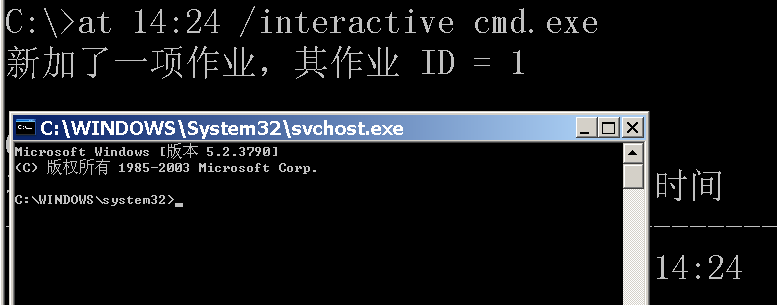 C:\>at 14:24 /interactive cmd.exe
新加了一项作业，其作业 ID = 1
C:\WINDOWS\System32\svchost.exe
Microsoft Windows [版本 5.2.3790]
(C) 版权所有 1985-2003 Microsoft Corp.
C:\WINDOWS\system32>
时间
14:24